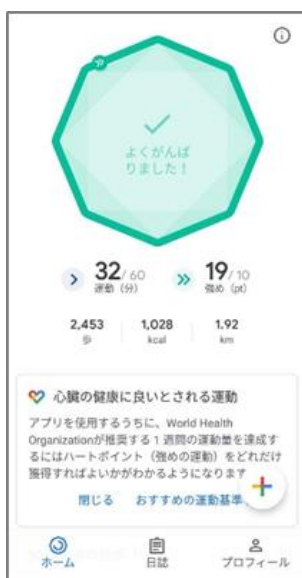 よくがんば
りました！
32/60
運動（分）
19/10
強め（pt）
2,453
歩
1,028
kcal
1.92
km
心臓の健康に良いとされる運動
アプリを使用するうちに、World Health
Organizationが推奨する1週間の運動量を達成す
るにはハートポイント（強めの運動）をどれだけ
獲得すればよいかがわかるようになります
閉じる
おすすめの運動基準
ホーム
日誌
プロフィール